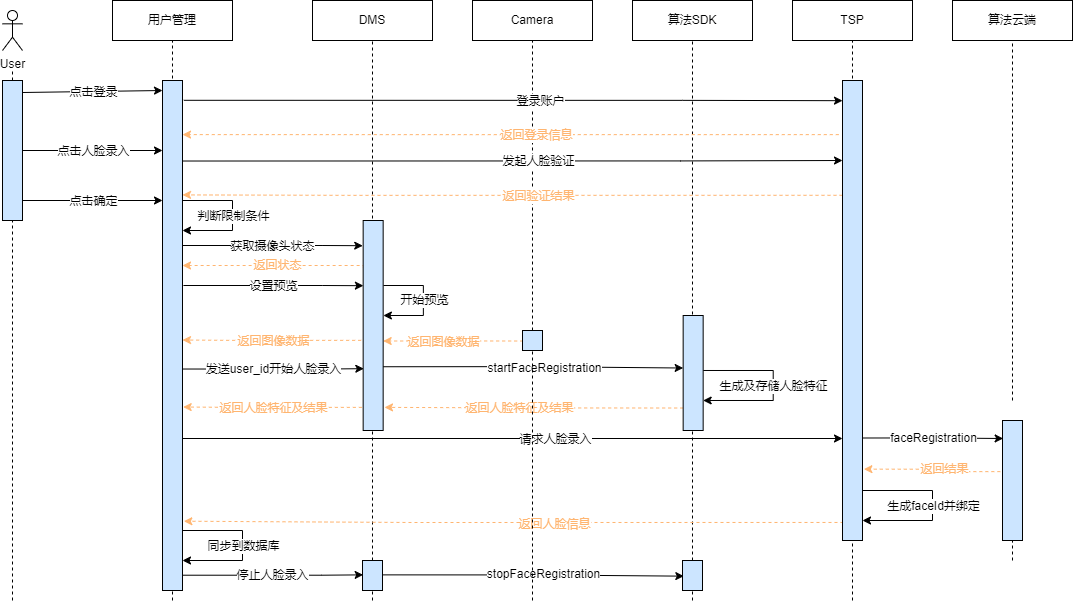 User
用户管理
DMS
Camera
算法SDK
TSP
算法云端
点击登录
登录账户
返回登录信息
点击人脸录入
发起人脸验证
返回验证结果
点击确定
判断限制条件
获取摄像头状态
返回状态
设置预览
开始预览
返回图像数据
返回图像数据
发送user_id开始人脸录入
startFaceRegistration
生成及存储人脸特征
返回人脸特征及结果
返回人脸特征及结果
请求人脸录入
faceRegistration
返回结果
生成faceId并绑定
返回人脸信息
同步到数据库
停止人脸录入
stopFaceRegistration